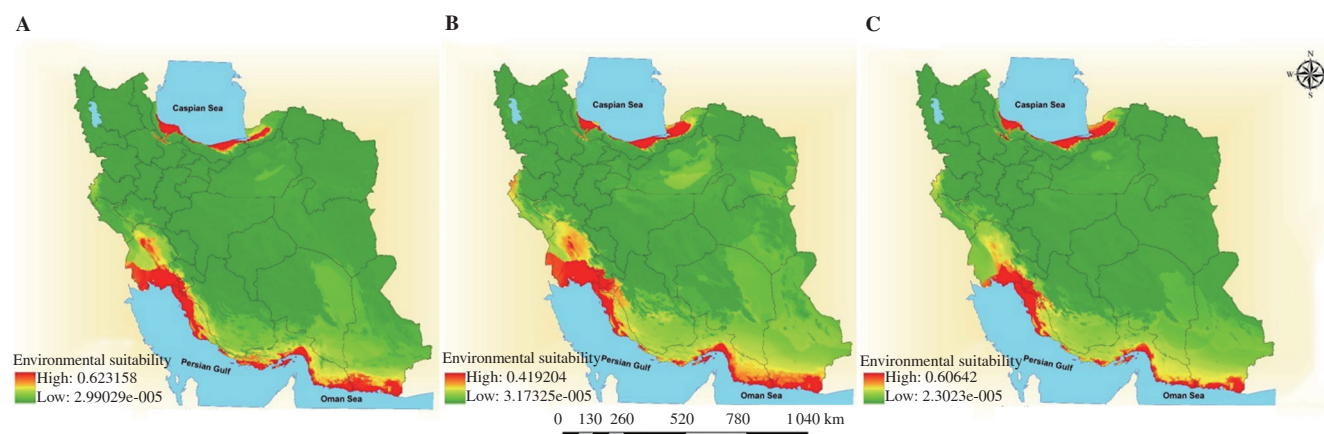 A
Caspian Sea
Environmental suitability
High: 0.623158
Low: 2.99029e-005
Persian Gulf
Oman Sea
B
Caspian Sea
Environmental suitability
High: 0.419204
Low: 3.17325e-005
Persian Gulf
Oman Sea
0 130 260 520 780 1 040 km
C
N
W
E
S
Caspian Sea
Environmental suitability
High: 0.60642
Low: 2.3023e-005
Persian Gulf
Oman Sea